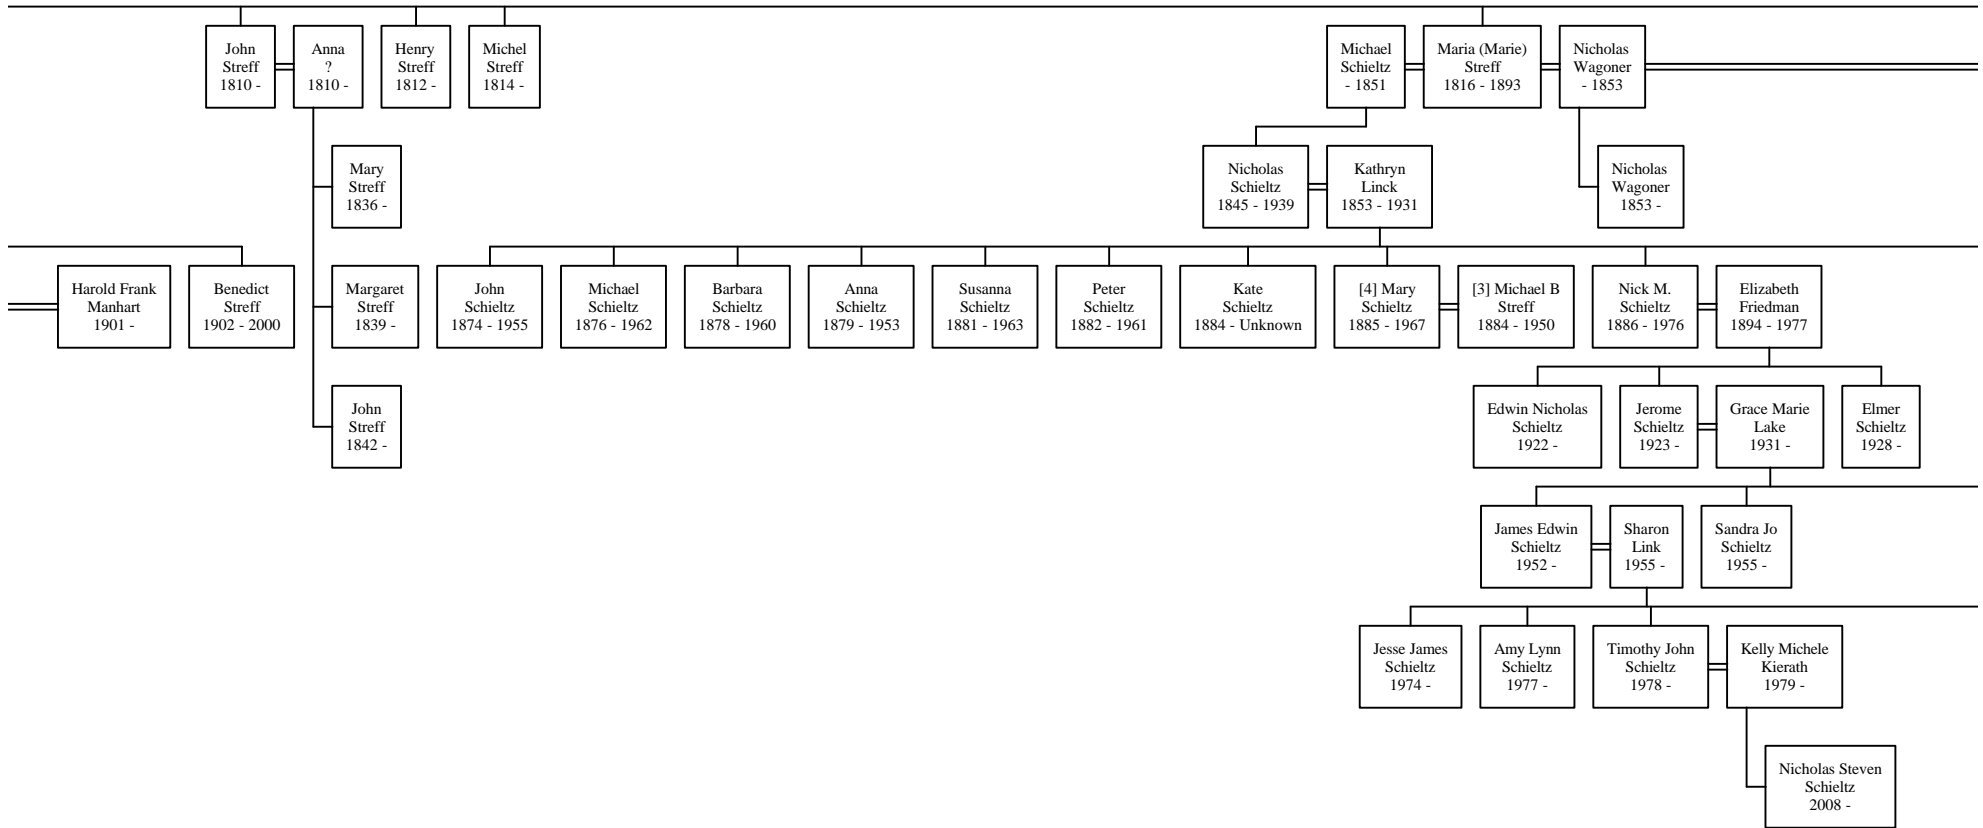 John
Streff
1810 -
Anna
?
1810 -
Henry
Streff
1812 -
Michel
Streff
1814 -
Michael
Schieltz
- 1851
Maria (Marie)
Streff
1816 - 1893
Nicholas
Wagoner
- 1853
Mary
Streff
1836 -
Nicholas
Schieltz
1845 - 1939
Kathryn
Linck
1853 - 1931
Nicholas
Wagoner
1853 -
Harold Frank
Manhart
1901 -
Benedict
Streff
1902 - 2000
Margaret
Streff
1839 -
John
Schieltz
1874 - 1955
Michael
Schieltz
1876 - 1962
Barbara
Schieltz
1878 - 1960
Anna
Schieltz
1879 - 1953
Susanna
Schieltz
1881 - 1963
Peter
Schieltz
1882 - 1961
Kate
Schieltz
1884 - Unknown
[4] Mary
Schieltz
1885 - 1967
[3] Michael B
Streff
1884 - 1950
Nick M.
Schieltz
1886 - 1976
Elizabeth
Friedman
1894 - 1977
John
Streff
1842 -
Edwin Nicholas
Schieltz
1922 -
Jerome
Schieltz
1923 -
Grace Marie
Lake
1931 -
Elmer
Schieltz
1928 -
James Edwin
Schieltz
1952 -
Sharon
Link
1955 -
Sandra Jo
Schieltz
1955 -
Jesse James
Schieltz
1974 -
Amy Lynn
Schieltz
1977 -
Timothy John
Schieltz
1978 -
Kelly Michele
Kierath
1979 -
Nicholas Steven
Schieltz
2008 -